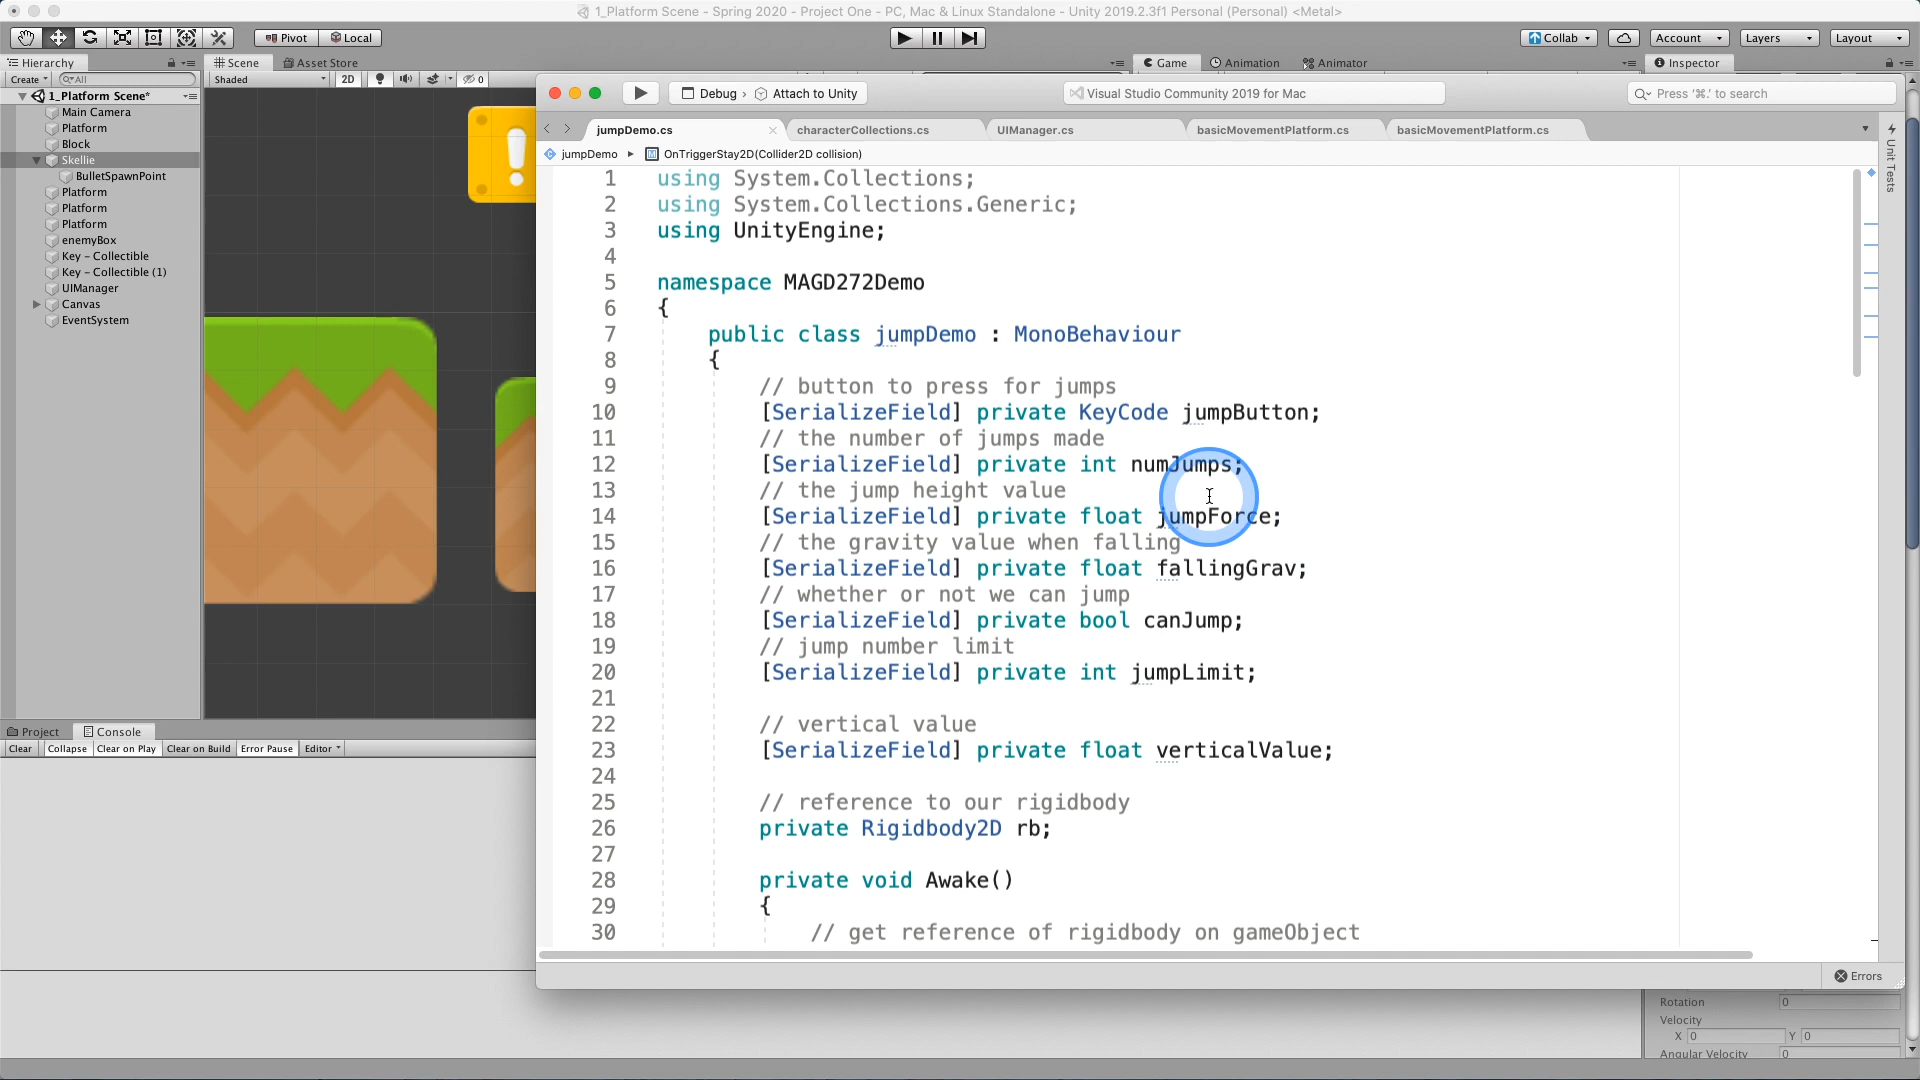 1_Platform Scene - Spring 2020 - Project One - PC, Mac & Linux Standalone - Unity 2019.2.3f1 Personal (Personal) <Metal>
Pivot Local Collab Account Layers Layout
Hierarchy Scene Asset Store Game Animation Animator Inspector
Create All Shaded 2D 0
1_Platform Scene*
Main Camera
Platform
Block
Skellie
BulletSpawnPoint
Platform
Platform
Platform
enemyBox
Key - Collectible
Key - Collectible (1)
UIManager
Canvas
EventSystem
Debug › Attach to Unity Visual Studio Community 2019 for Mac Press '⌘.' to search
jumpDemo.cs characterCollections.cs UIManager.cs basicMovementPlatform.cs basicMovementPlatform.cs
jumpDemo OnTriggerStay2D(Collider2D collision)
Unit Tests
1 using System.Collections;
2 using System.Collections.Generic;
3 using UnityEngine;
4
5 namespace MAGD272Demo
6 {
7 public class jumpDemo : MonoBehaviour
8 {
9 // button to press for jumps
10 [SerializeField] private KeyCode jumpButton;
11 // the number of jumps made
12 [SerializeField] private int numJumps;
13 // the jump height value
14 [SerializeField] private float jumpForce;
15 // the gravity value when falling
16 [SerializeField] private float fallingGrav;
17 // whether or not we can jump
18 [SerializeField] private bool canJump;
19 // jump number limit
20 [SerializeField] private int jumpLimit;
21
22 // vertical value
23 [SerializeField] private float verticalValue;
24
25 // reference to our rigidbody
26 private Rigidbody2D rb;
27
28 private void Awake()
29 {
30 // get reference of rigidbody on gameObject
Errors
Project Console
Clear Collapse Clear on Play Clear on Build Error Pause Editor
Rotation 0
Velocity
X 0 Y 0
Angular Velocity 0